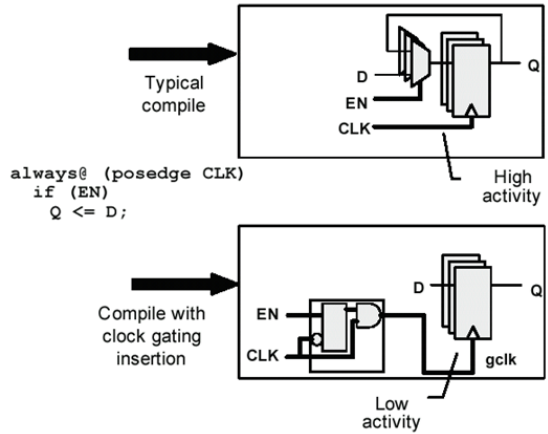 Typical
compile
D
EN
CLK
Q
High
activity
always@ (posedge CLK)
if (EN)
Q <= D;
Compile with
clock gating
insertion
EN
CLK
D
Q
gclk
Low
activity